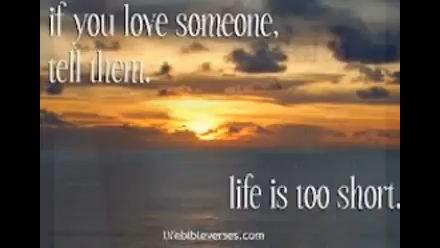 if you love someone,
tell them.
life is too short.
lifebibleverses.com